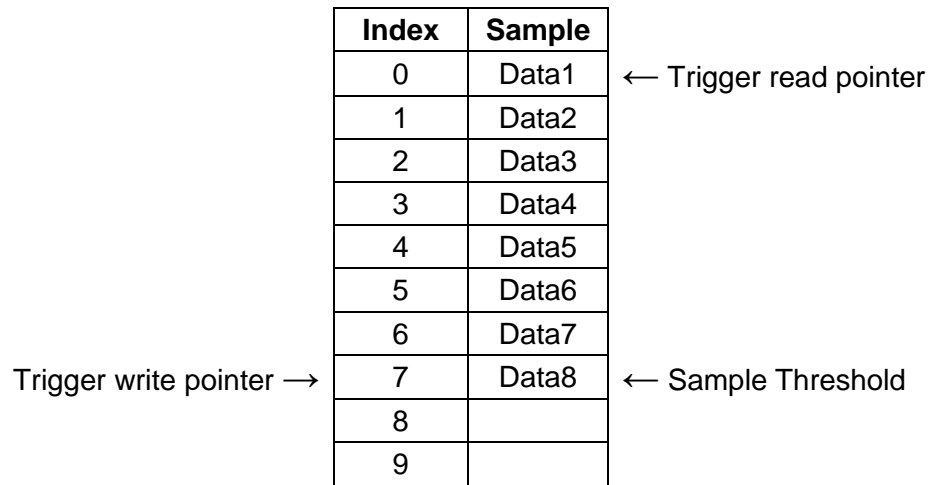 Index Sample
0 Data1 ← Trigger read pointer
1 Data2
2 Data3
3 Data4
4 Data5
5 Data6
6 Data7
Trigger write pointer → 7 Data8 ← Sample Threshold
8
9